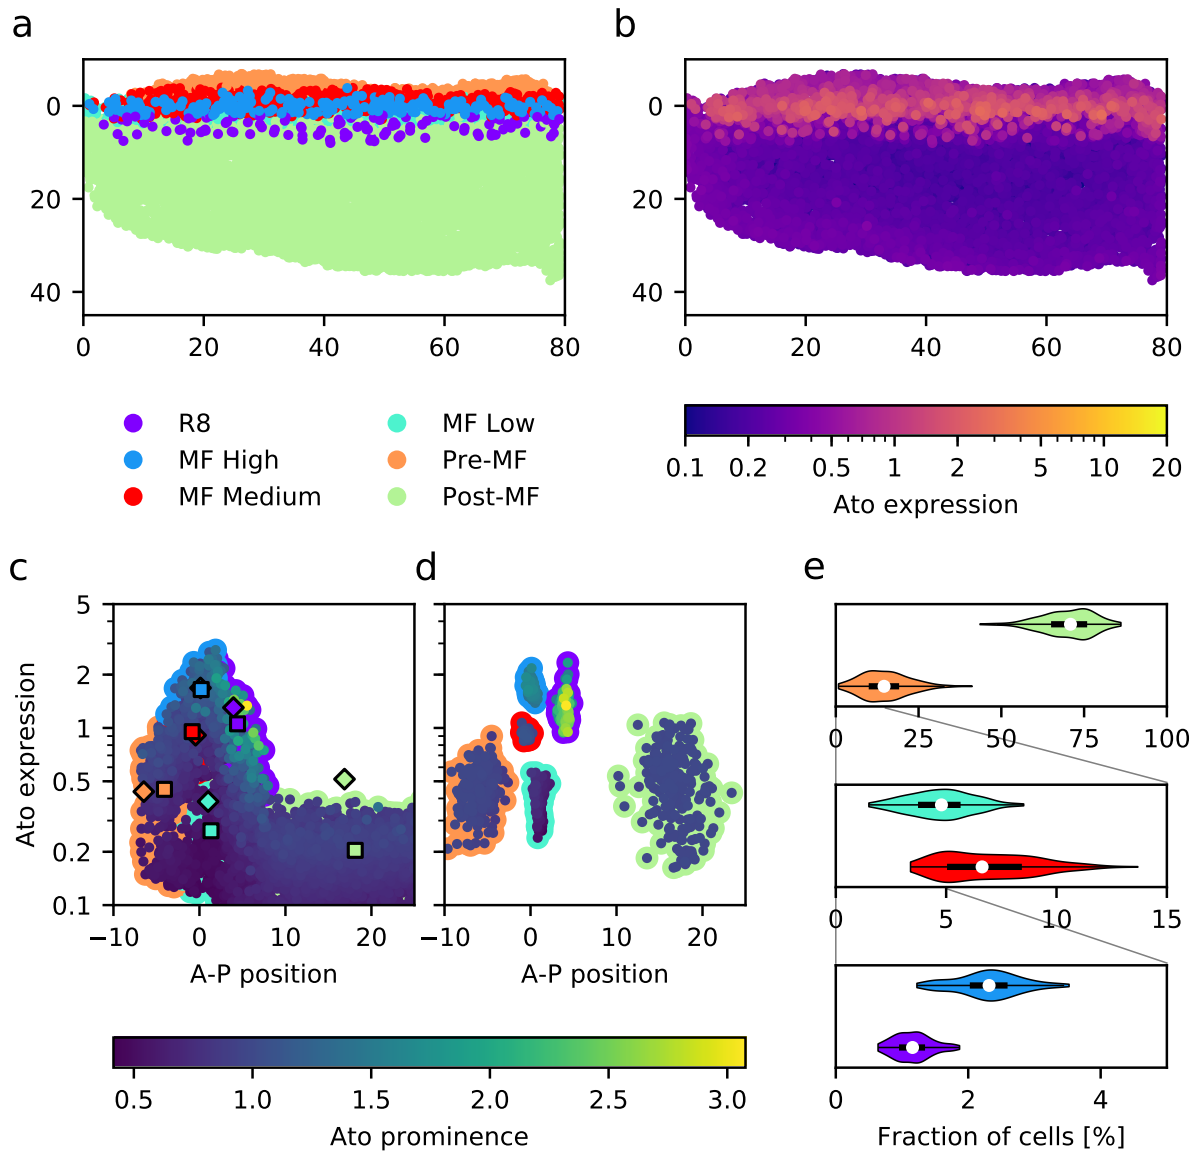 a
b
0
20
40
0
20
40
60
80
0
20
40
0
20
40
60
80
R8
MF High
MF Medium
MF Low
Pre-MF
Post-MF
0.1 0.2 0.5 1 2 5 10 20
Ato expression
c
d
e
Ato expression
5
2
1
0.5
0.2
0.1
−10 0 10 20
A-P position
−10 0 10 20
A-P position
0 25 50 75 100
0 5 10 15
0 2 4
Fraction of cells [%]
0.5 1.0 1.5 2.0 2.5 3.0
Ato prominence